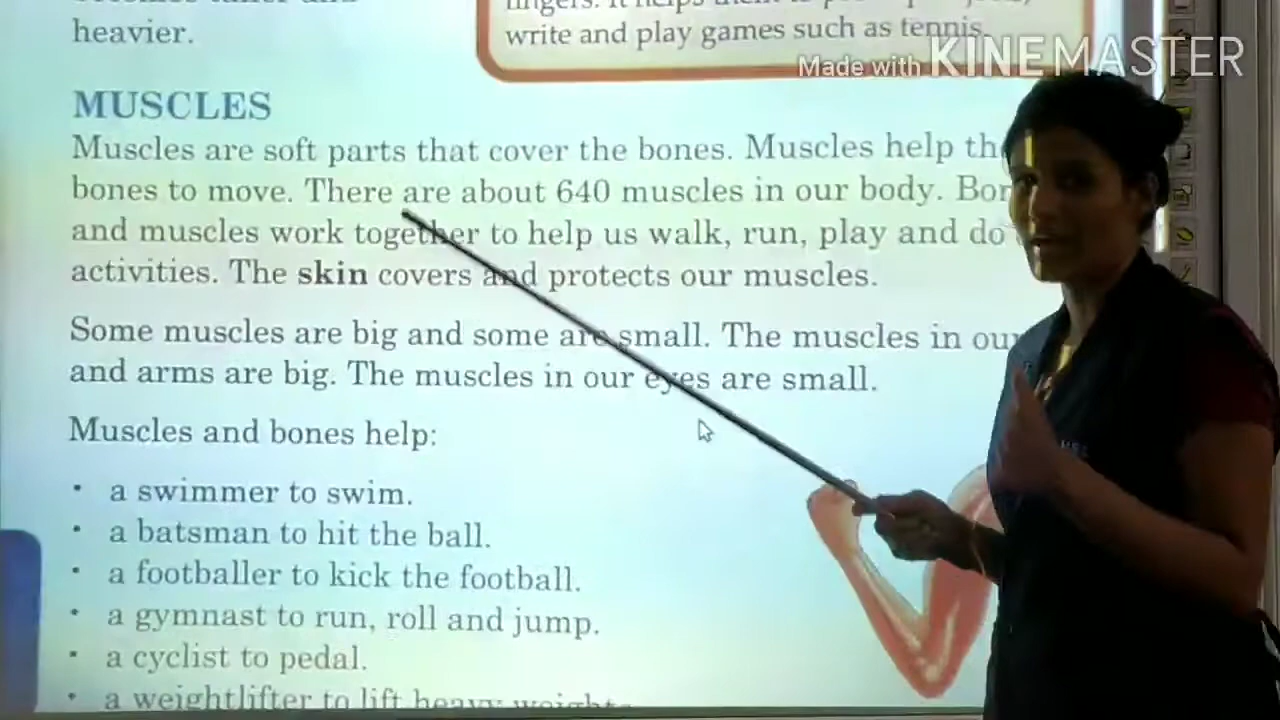 heavier.
write and play games such as tennis.
Made with KINEMASTER
MUSCLES
Muscles are soft parts that cover the bones. Muscles help
bones to move. There are about 640 muscles in our body.
and muscles work together to help us walk, run, play and do
activities. The skin covers and protects our muscles.
Some muscles are big and some are small. The muscles in
and arms are big. The muscles in our eyes are small.
Muscles and bones help:
• a swimmer to swim.
• a batsman to hit the ball.
• a footballer to kick the football.
• a gymnast to run, roll and jump.
• a cyclist to pedal.
• a weightlifter to lift heavy